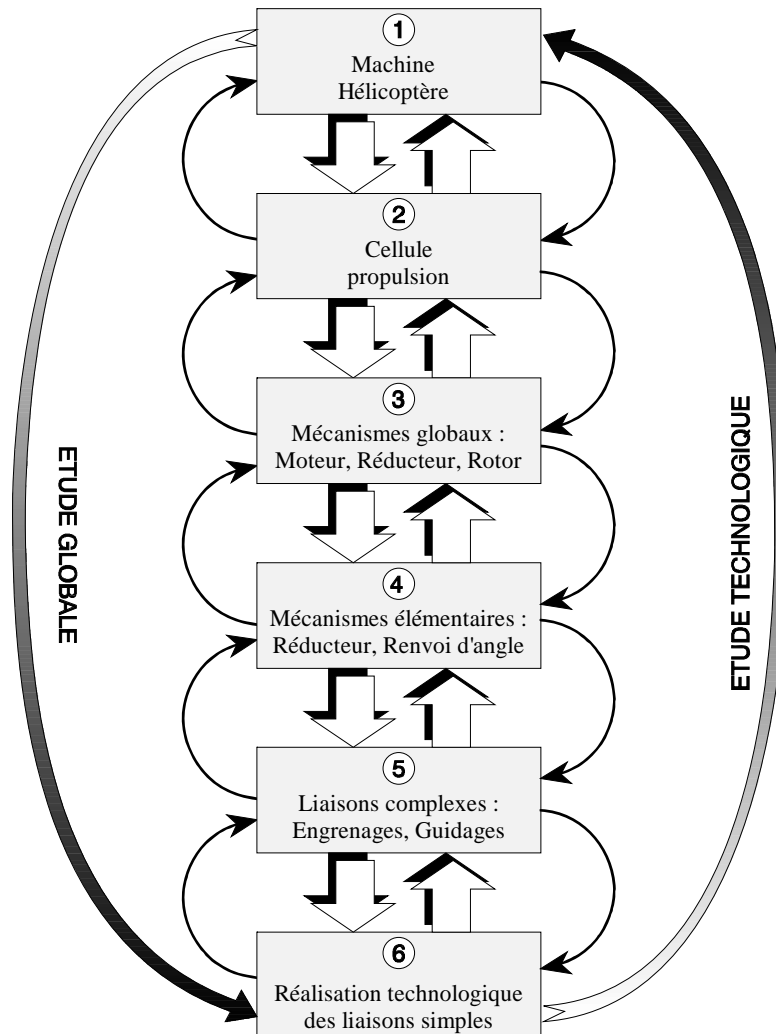 1
Machine
Hélicoptère
2
Cellule
propulsion
3
Mécanismes globaux :
Moteur, Réducteur, Rotor
4
Mécanismes élémentaires :
Réducteur, Renvoi d'angle
5
Liaisons complexes :
Engrenages, Guidages
6
Réalisation technologique
des liaisons simples
ETUDE GLOBALE
ETUDE TECHNOLOGIQUE